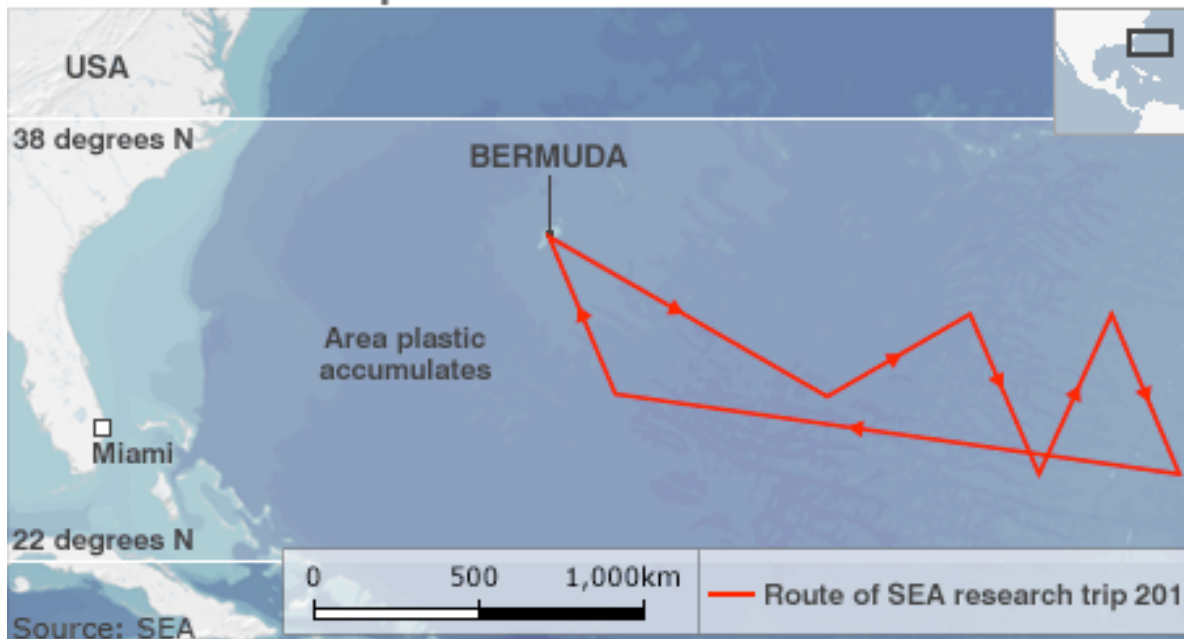 USA
38 degrees N
BERMUDA
Area plastic
accumulates
Miami
22 degrees N
0 500 1,000km
Route of SEA research trip 201
Source: SEA